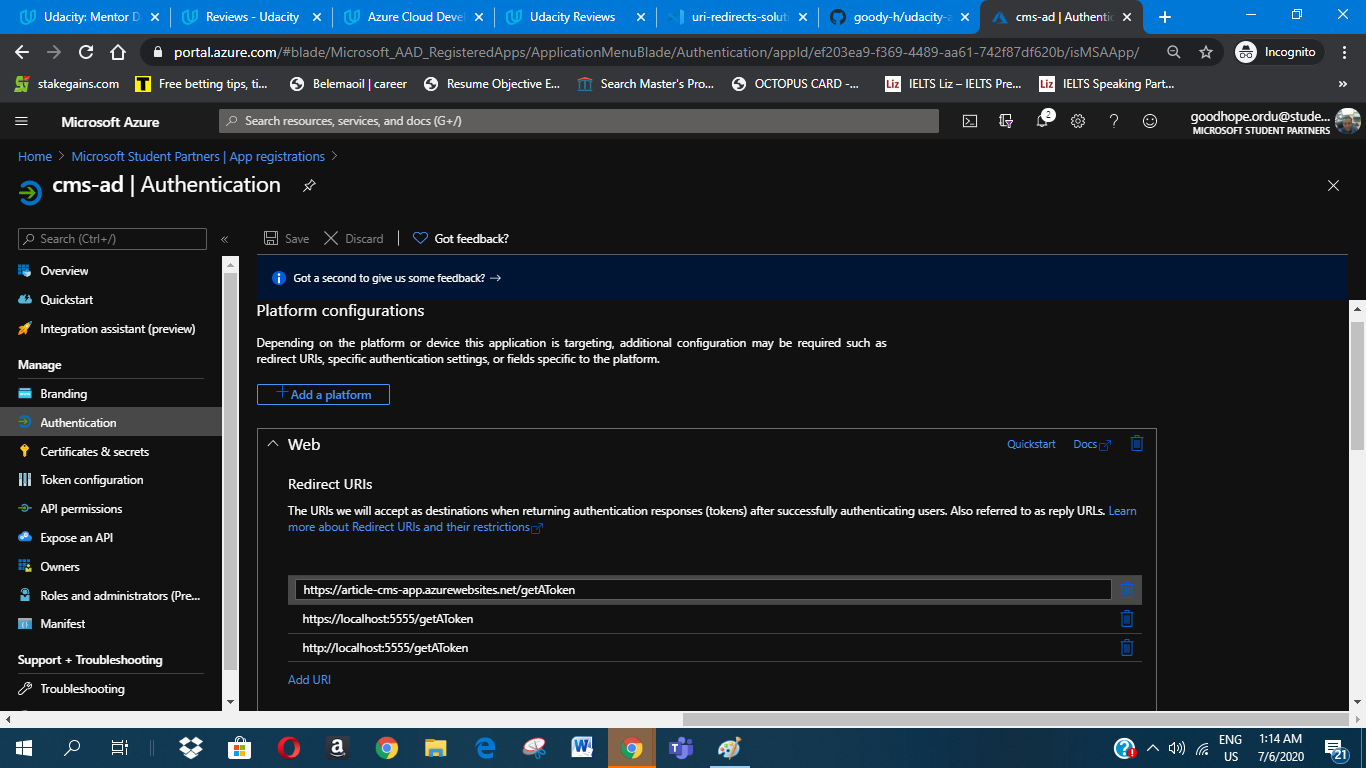 Udacity: Mentor D
Reviews - Udacity
Azure Cloud Deve
Udacity Reviews
uri-redirects-soluti
goody-h/udacity-a
cms-ad | Authentic
portal.azure.com/#blade/Microsoft_AAD_RegisteredApps/ApplicationMenuBlade/Authentication/appId/ef203ea9-f369-4489-aa61-742f87df620b/isMSAApp/
Incognito
stakegains.com
Free betting tips, ti...
Belemaoil | career
Resume Objective E...
Search Master's Pro...
OCTOPUS CARD -...
Liz
IELTS Liz – IELTS Pre...
Liz
IELTS Speaking Part...
»
Microsoft Azure
Search resources, services, and docs (G+/)
2
goodhope.ordu@stude...
MICROSOFT STUDENT PARTNERS
Home > Microsoft Student Partners | App registrations >
cms-ad | Authentication
Search (Ctrl+/)
«
Save
Discard
Got feedback?
Overview
Quickstart
Integration assistant (preview)
Manage
Branding
Authentication
Certificates & secrets
Token configuration
API permissions
Expose an API
Owners
Roles and administrators (Pre...
Manifest
Support + Troubleshooting
Troubleshooting
Got a second to give us some feedback? →
Platform configurations
Depending on the platform or device this application is targeting, additional configuration may be required such as
redirect URIs, specific authentication settings, or fields specific to the platform.
+ Add a platform
Web
Quickstart
Docs
Redirect URIs
The URIs we will accept as destinations when returning authentication responses (tokens) after successfully authenticating users. Also referred to as reply URLs. Learn
more about Redirect URIs and their restrictions
https://article-cms-app.azurewebsites.net/getAToken
https://localhost:5555/getAToken
http://localhost:5555/getAToken
Add URI
ENG
US
1:14 AM
7/6/2020
21